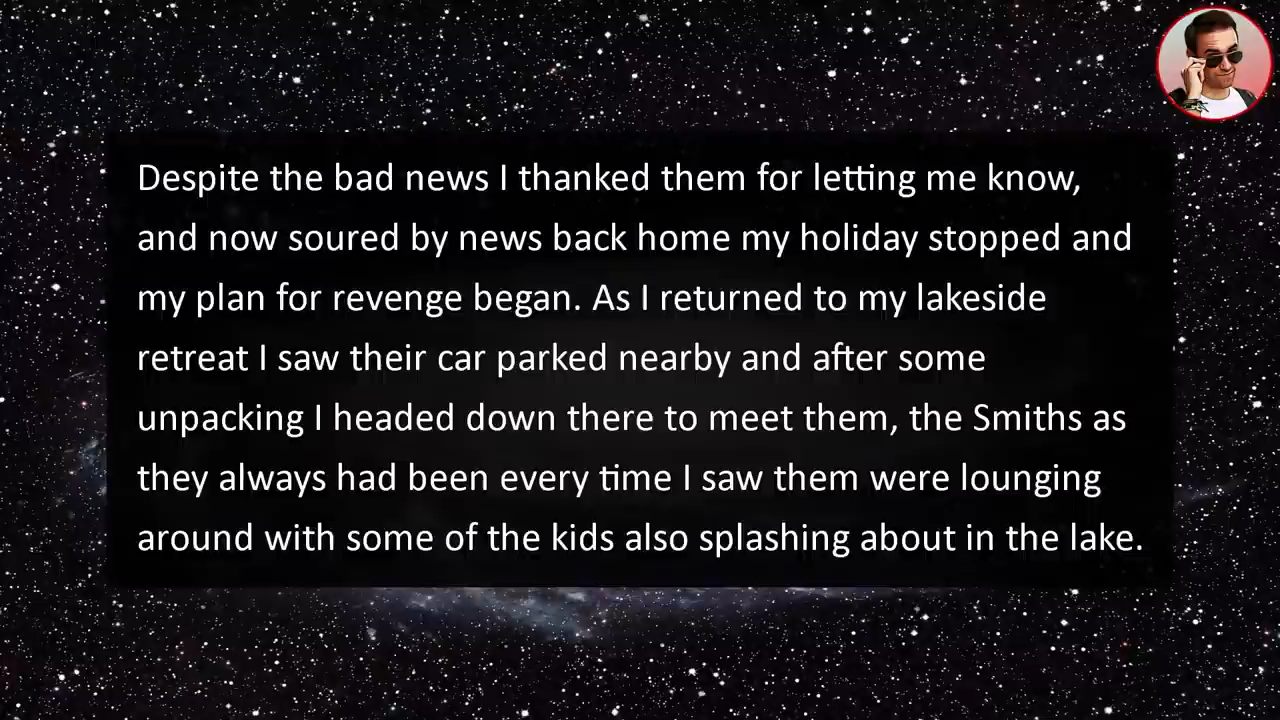 Despite the bad news I thanked them for letting me know,
and now soured by news back home my holiday stopped and
my plan for revenge began. As I returned to my lakeside
retreat I saw their car parked nearby and after some
unpacking I headed down there to meet them, the Smiths as
they always had been every time I saw them were lounging
around with some of the kids also splashing about in the lake.